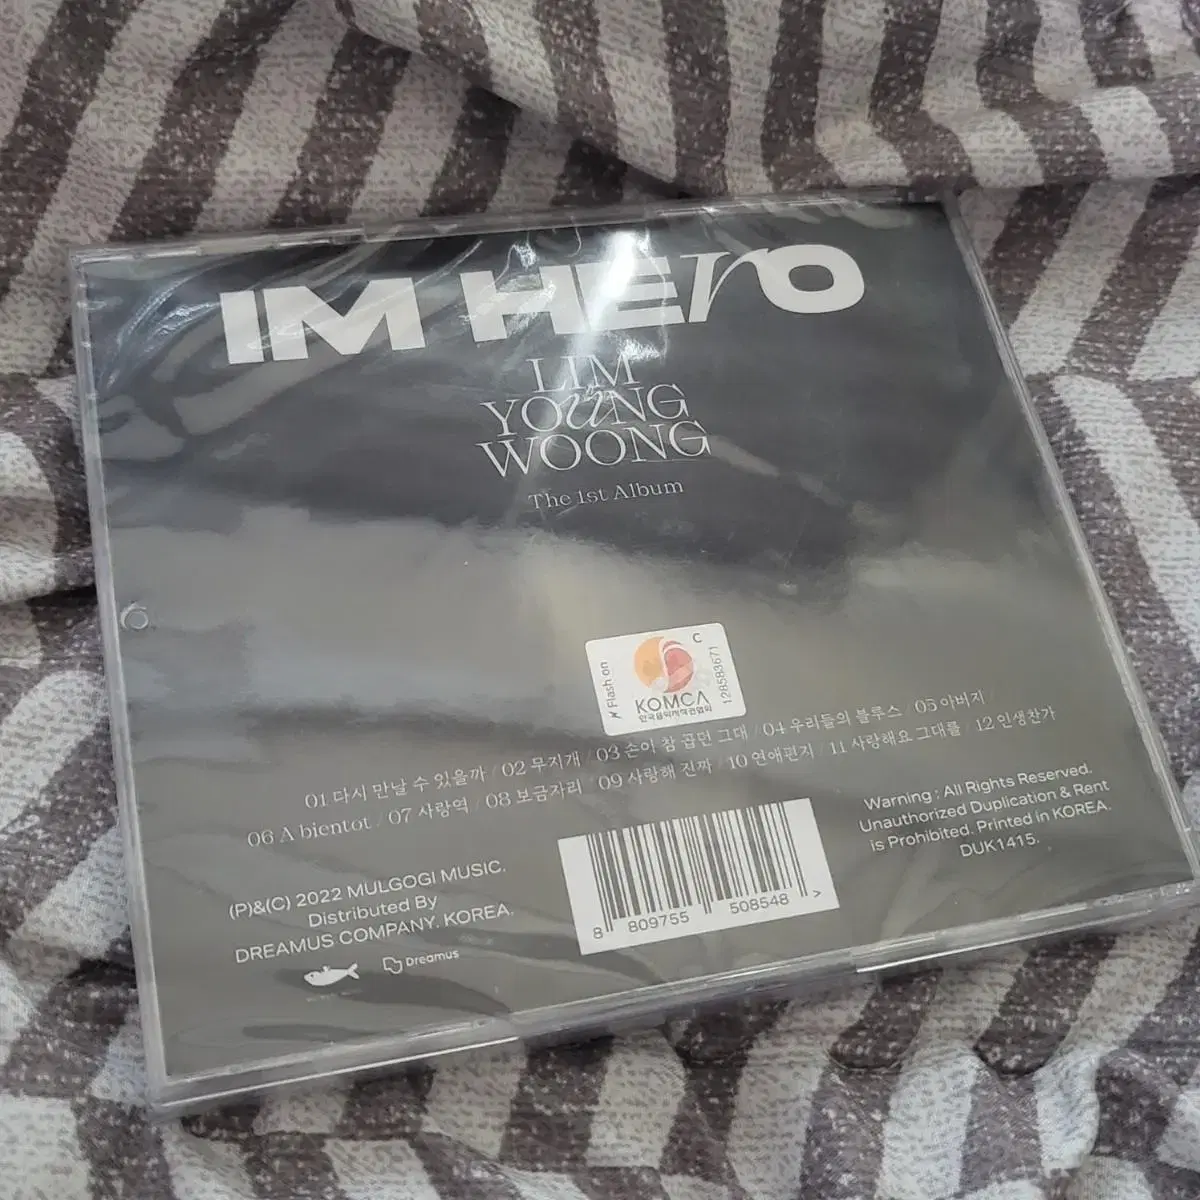 IM HERO
LIM
YOUNG
WOONG
The 1st Album
Flash on
C
KOMCA
한국음악저작권협회
128583671
01 다시 만날 수 있을까 / 02 무지개 / 03 손이 참 곱던 그대 / 04 우리들의 블루스 / 05 아버지 /
06 A bientot / 07 사랑역 / 08 보금자리 / 09 사랑해 진짜 / 10 연애편지 / 11 사랑해요 그대를 / 12 인생찬가
(P)&(C) 2022 MULGOGI MUSIC.
Distributed By
DREAMUS COMPANY. KOREA.
Dreamus
8 809755 508548 >
Warning : All Rights Reserved.
Unauthorized Duplication & Rent
is Prohibited. Printed in KOREA.
DUK1415.